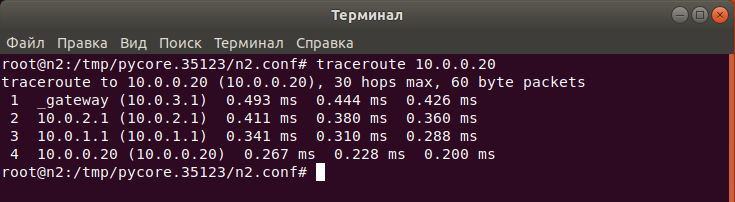 Терминал
Файл Правка Вид Поиск Терминал Справка
root@n2:/tmp/pycore.35123/n2.conf# traceroute 10.0.0.20
traceroute to 10.0.0.20 (10.0.0.20), 30 hops max, 60 byte packets
 1  _gateway (10.0.3.1)  0.493 ms  0.444 ms  0.426 ms
 2  10.0.2.1 (10.0.2.1)  0.411 ms  0.380 ms  0.360 ms
 3  10.0.1.1 (10.0.1.1)  0.341 ms  0.310 ms  0.288 ms
 4  10.0.0.20 (10.0.0.20)  0.267 ms  0.228 ms  0.200 ms
root@n2:/tmp/pycore.35123/n2.conf#